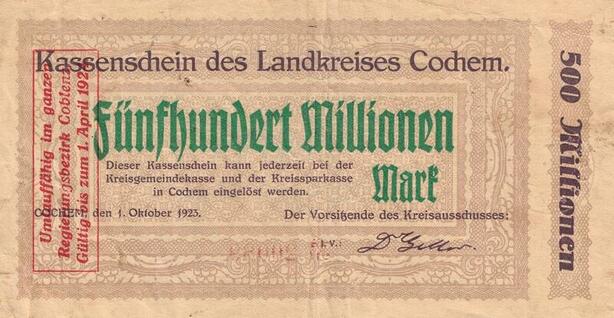 Kassenschein des Landkreises Cochem.
Fünfhundert Millionen
Mark
Dieser Kassenschein kann jederzeit bei der
Kreisgemeindekasse und der Kreissparkasse
in Cochem eingelöst werden.
COCHEM, den 1. Oktober 1923.
Der Vorsitzende des Kreisausschusses:
I. V.:
500 Millionen
Umlauffähig im ganzen
Regierungsbezirk Coblenz
Gültig bis zum 1. April 1924